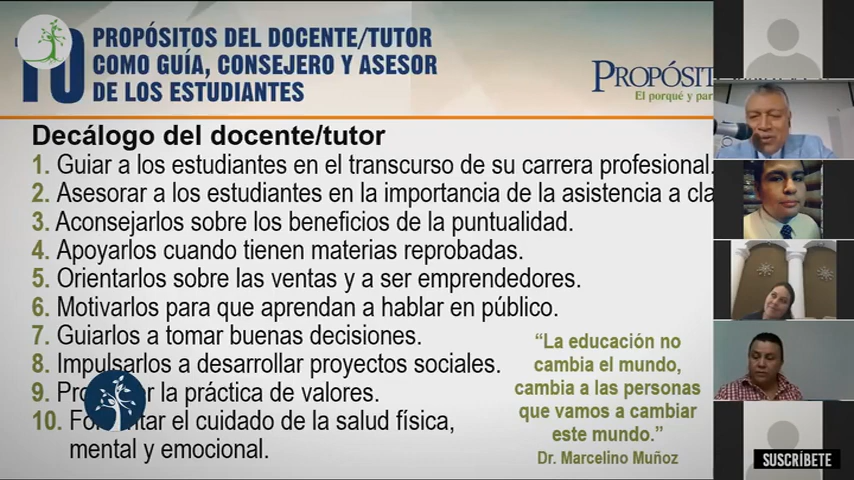 10 PROPÓSITOS DEL DOCENTE/TUTOR
COMO GUÍA, CONSEJERO Y ASESOR
DE LOS ESTUDIANTES
PROPÓSIT
El porqué y par
Decálogo del docente/tutor
1. Guiar a los estudiantes en el transcurso de su carrera profesional.
2. Asesorar a los estudiantes en la importancia de la asistencia a cla
3. Aconsejarlos sobre los beneficios de la puntualidad.
4. Apoyarlos cuando tienen materias reprobadas.
5. Orientarlos sobre las ventas y a ser emprendedores.
6. Motivarlos para que aprendan a hablar en público.
7. Guiarlos a tomar buenas decisiones.
8. Impulsarlos a desarrollar proyectos sociales.
9. la práctica de valores.
10. el cuidado de la salud física,
mental y emocional.
“La educación no
cambia el mundo,
cambia a las personas
que vamos a cambiar
este mundo.”
Dr. Marcelino Muñoz
SUSCRÍBETE